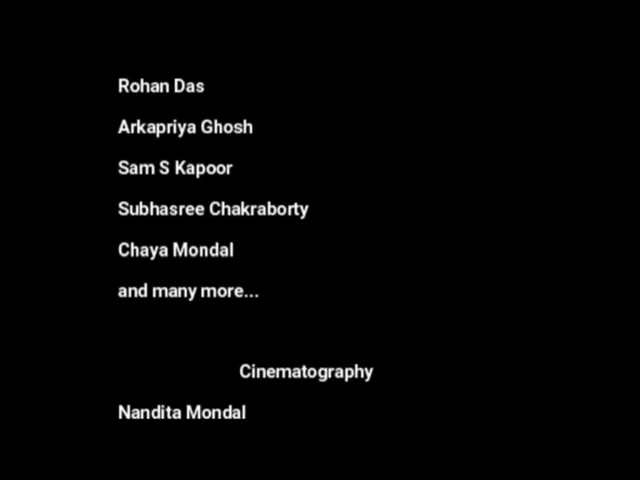 Rohan Das
Arkapriya Ghosh
Sam S Kapoor
Subhasree Chakraborty
Chaya Mondal
and many more...
Cinematography
Nandita Mondal